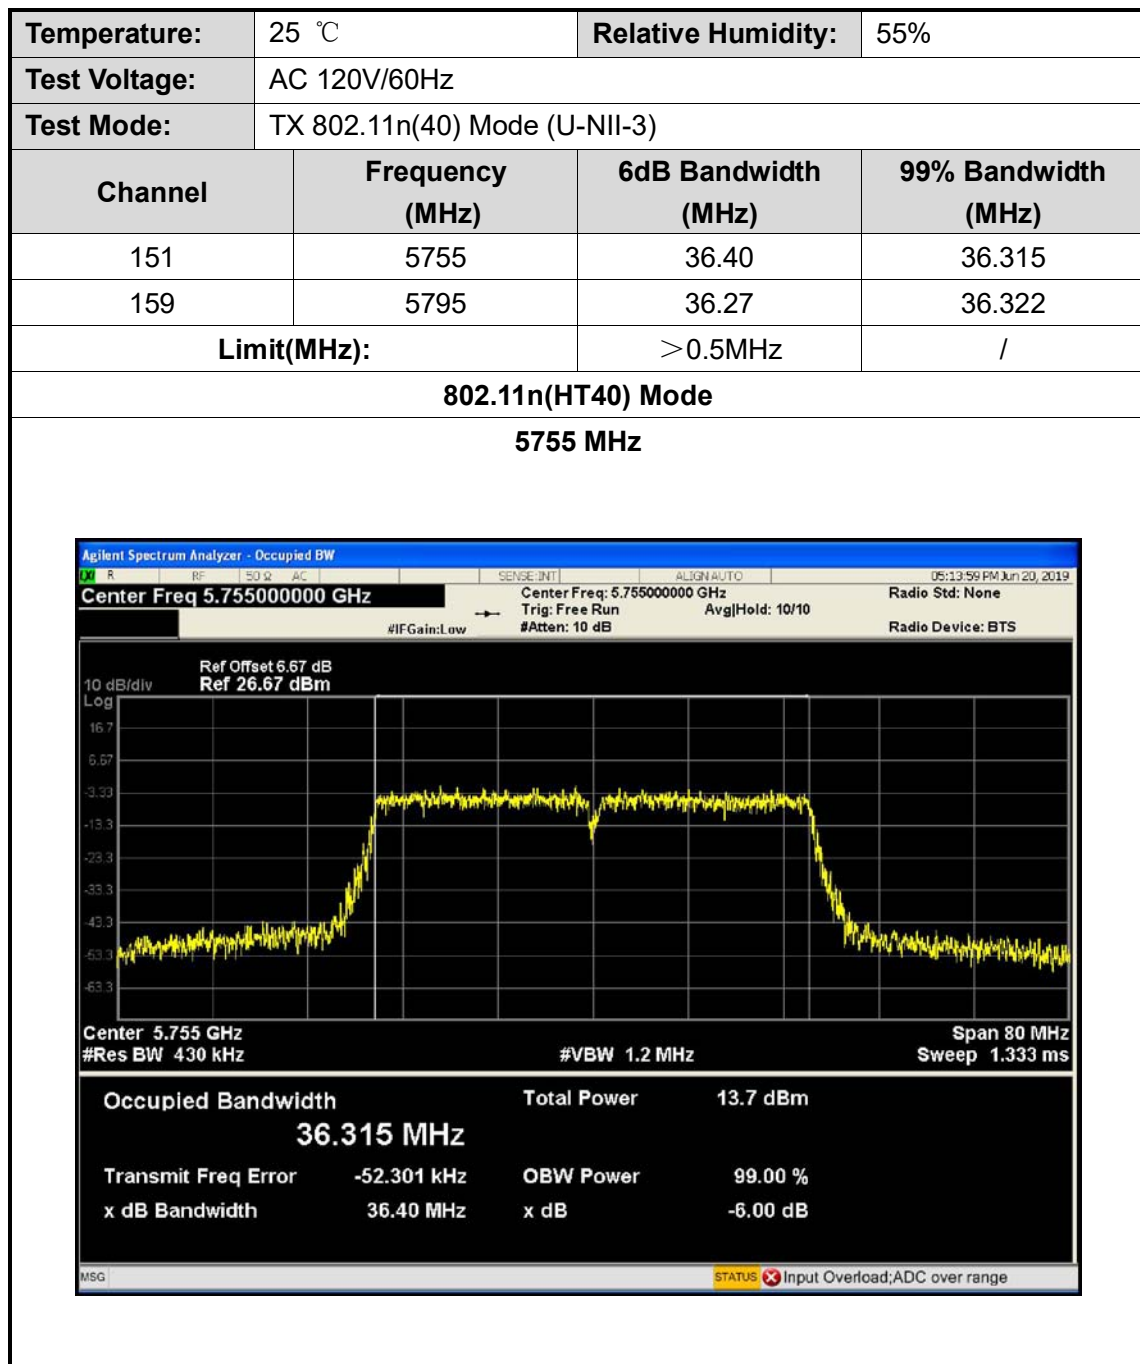 Temperature: 25 ℃ Relative Humidity: 55%
Test Voltage: AC 120V/60Hz
Test Mode: TX 802.11n(40) Mode (U-NII-3)
Channel Frequency (MHz) 6dB Bandwidth (MHz) 99% Bandwidth (MHz)
151 5755 36.40 36.315
159 5795 36.27 36.322
Limit(MHz): ＞0.5MHz /
802.11n(HT40) Mode
5755 MHz
Agilent Spectrum Analyzer - Occupied BW
LXI R RF 50 Ω AC SENSE:INT ALIGN AUTO 05:13:59 PM Jun 20, 2019
Center Freq 5.755000000 GHz Center Freq: 5.755000000 GHz Radio Std: None
Trig: Free Run Avg|Hold: 10/10
#IFGain:Low #Atten: 10 dB Radio Device: BTS
Ref Offset 6.67 dB
10 dB/div Ref 26.67 dBm
Log
16.7
6.67
-3.33
-13.3
-23.3
-33.3
-43.3
-53.3
-63.3
Center 5.755 GHz Span 80 MHz
#Res BW 430 kHz #VBW 1.2 MHz Sweep 1.333 ms
Occupied Bandwidth Total Power 13.7 dBm
36.315 MHz
Transmit Freq Error -52.301 kHz OBW Power 99.00 %
x dB Bandwidth 36.40 MHz x dB -6.00 dB
MSG STATUS Input Overload;ADC over range